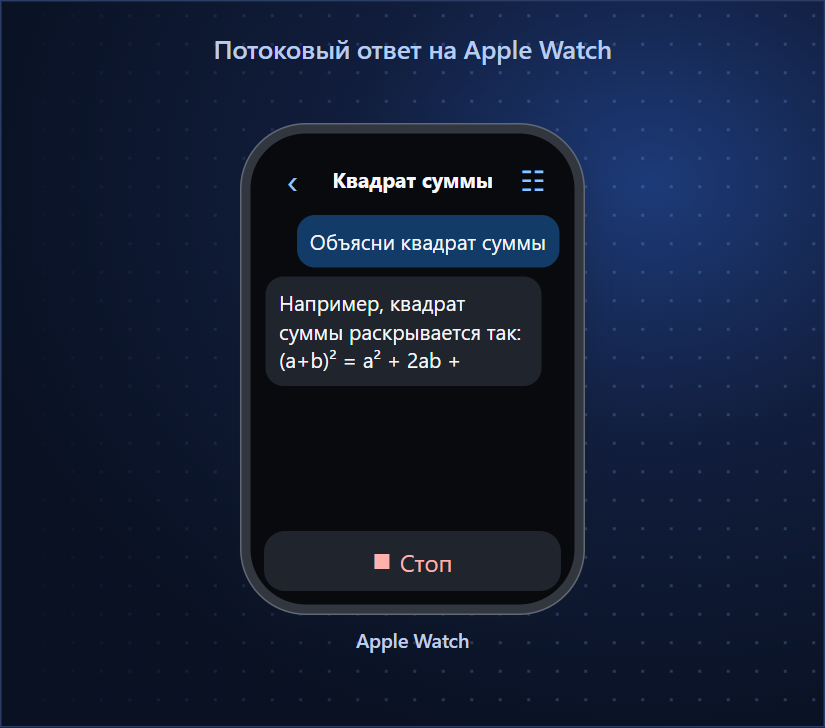 Потоковый ответ на Apple Watch
‹ Квадрат суммы
Объясни квадрат суммы
Например, квадрат
суммы раскрывается так:
(a+b)² = a² + 2ab +
Стоп
Apple Watch